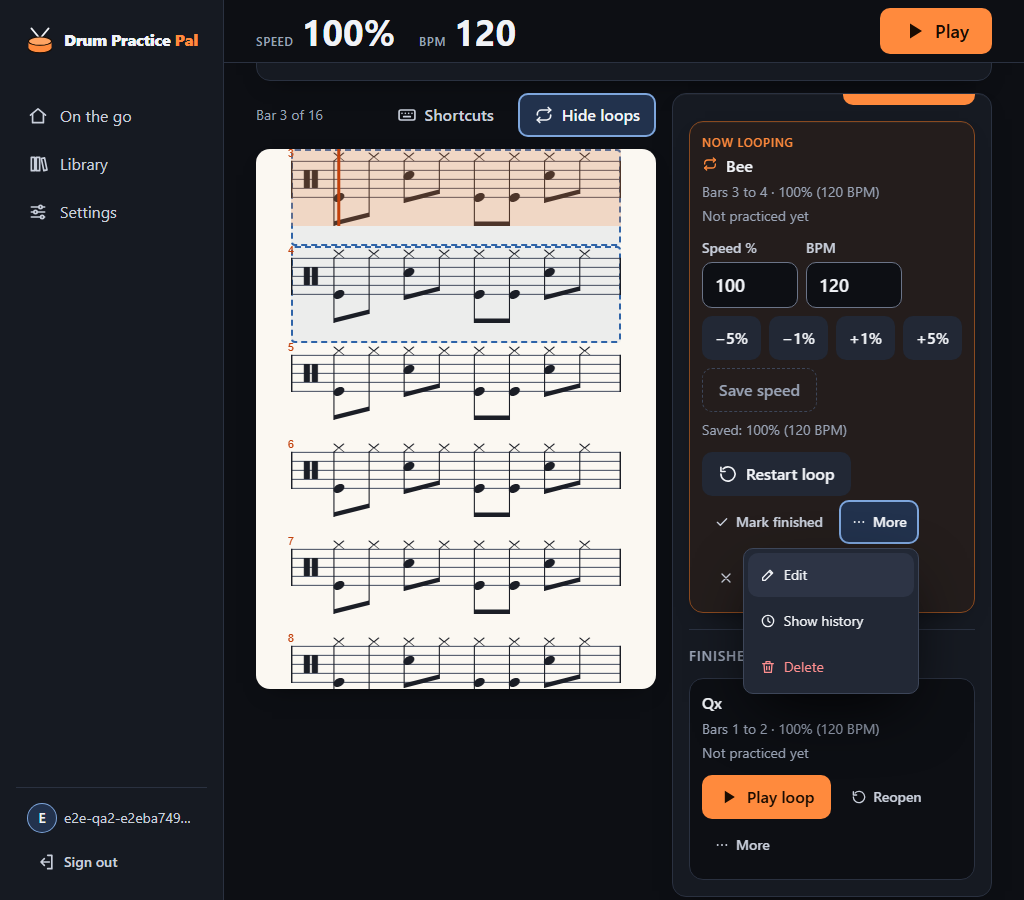 Drum Practice Pal
On the go
Library
Settings
e2e-qa2-e2eba749...
E
Sign out
SPEED 100% BPM 120
Play
Bar 3 of 16
Shortcuts
Hide loops
3
4
5
6
7
8
NOW LOOPING
Bee
Bars 3 to 4 · 100% (120 BPM)
Not practiced yet
Speed % BPM
100 120
−5% −1% +1% +5%
Save speed
Saved: 100% (120 BPM)
Restart loop
Mark finished
··· More
Edit
Show history
Delete
Qx
Bars 1 to 2 · 100% (120 BPM)
Not practiced yet
Play loop
Reopen
··· More